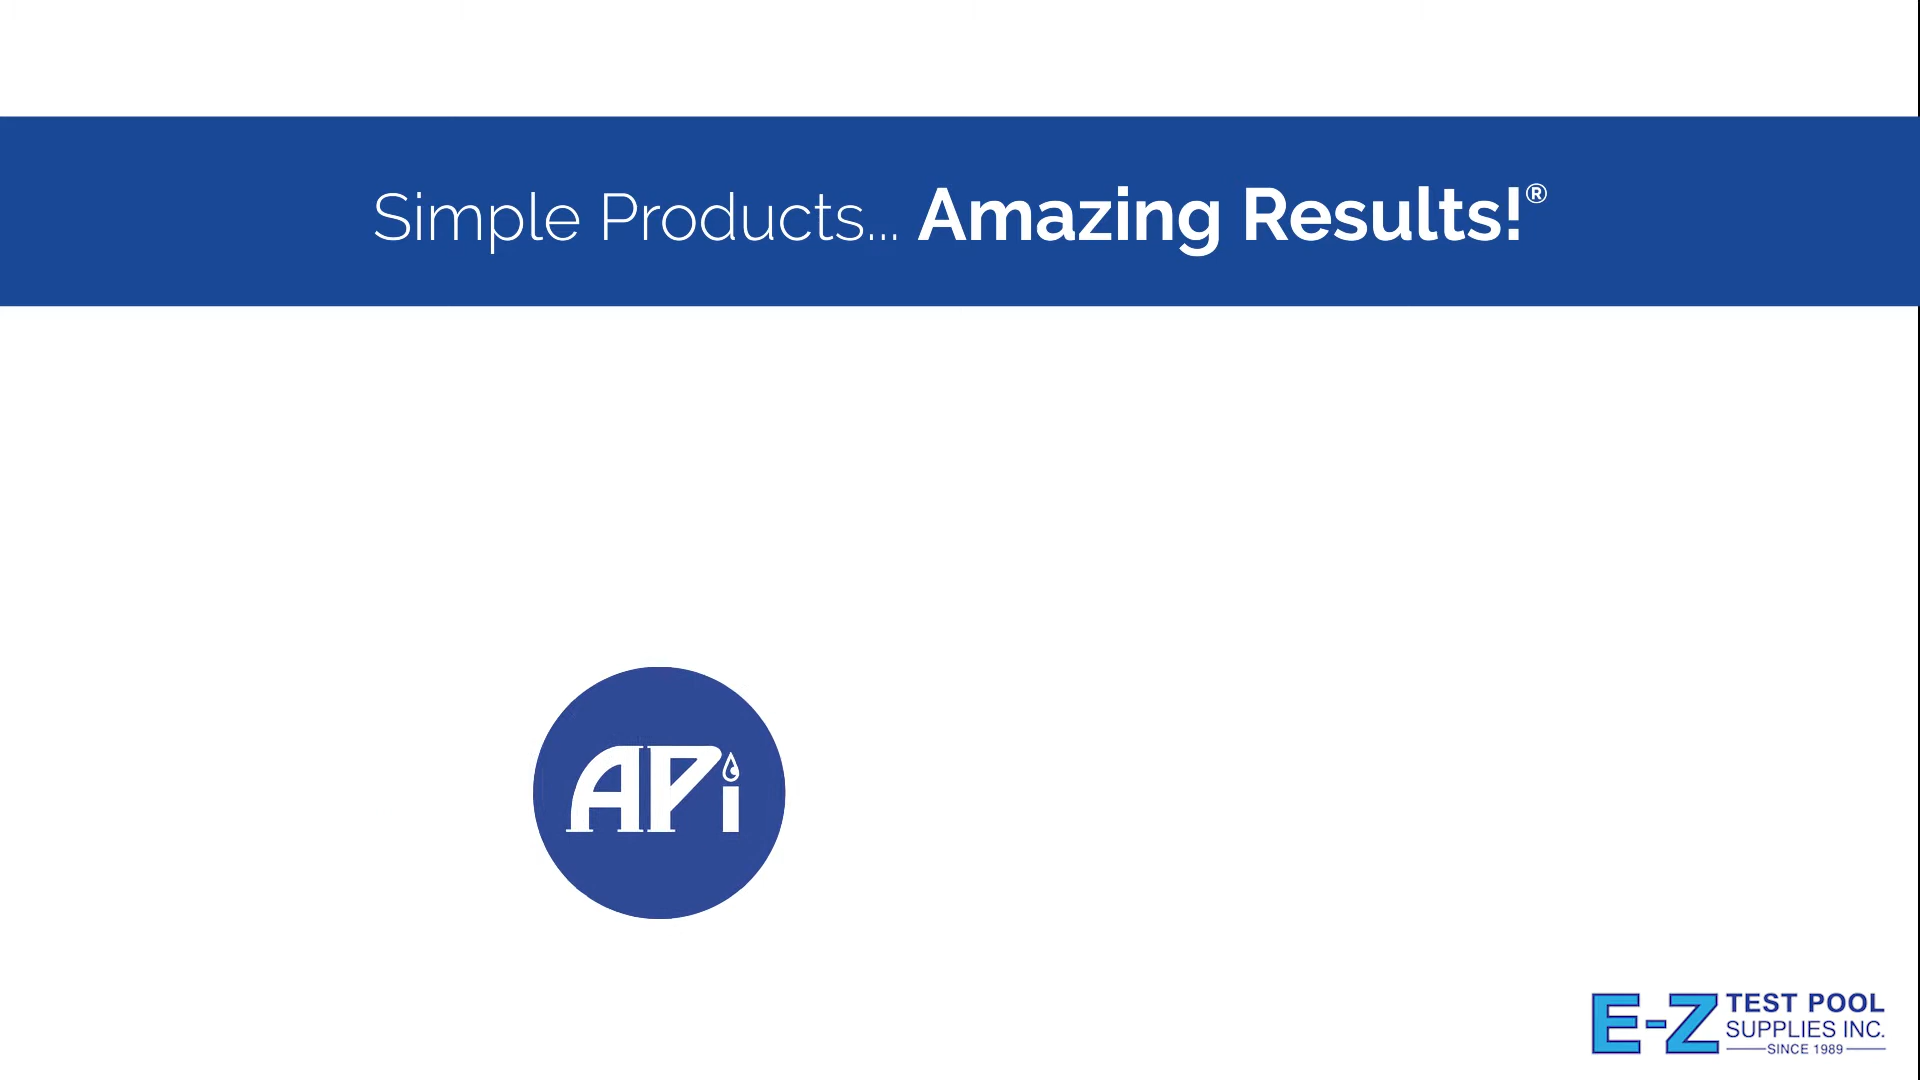 Simple Products... Amazing Results!®
APi
E-Z TEST POOL
SUPPLIES INC.
SINCE 1989